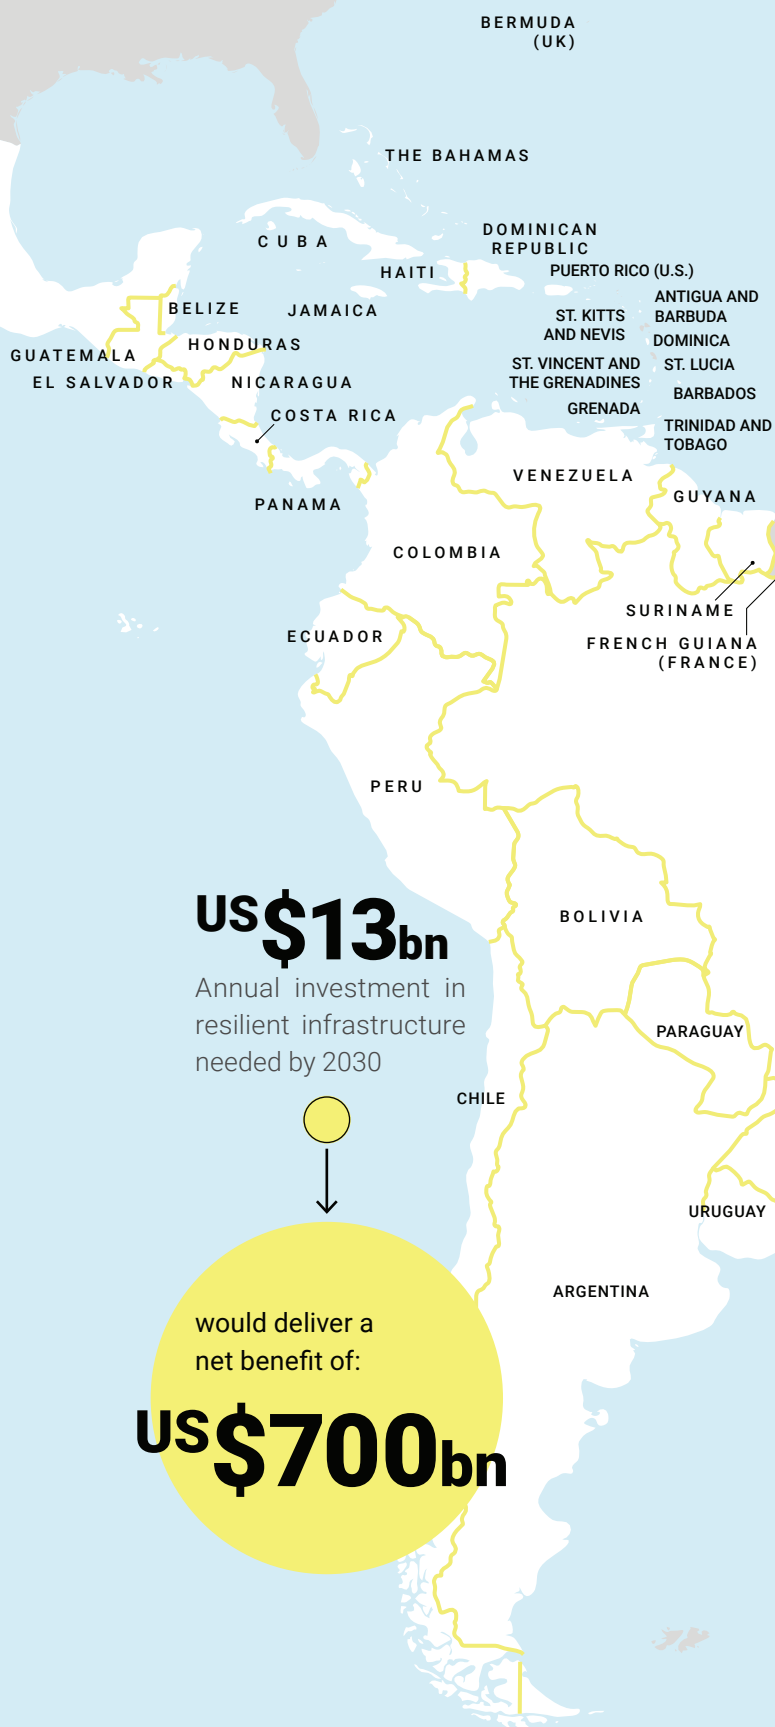 BERMUDA
(UK)
THE BAHAMAS
DOMINICAN
REPUBLIC
CUBA
HAITI
PUERTO RICO (U.S.)
ANTIGUA AND
BARBUDA
BELIZE
JAMAICA
ST. KITTS
AND NEVIS
DOMINICA
HONDURAS
GUATEMALA
ST. VINCENT AND
THE GRENADINES
ST. LUCIA
EL SALVADOR
NICARAGUA
BARBADOS
GRENADA
COSTA RICA
TRINIDAD AND
TOBAGO
VENEZUELA
GUYANA
PANAMA
COLOMBIA
SURINAME
ECUADOR
FRENCH GUIANA
(FRANCE)
PERU
US$13bn
Annual investment in
resilient infrastructure
needed by 2030
BOLIVIA
PARAGUAY
CHILE
URUGUAY
ARGENTINA
would deliver a
net benefit of:
US$700bn